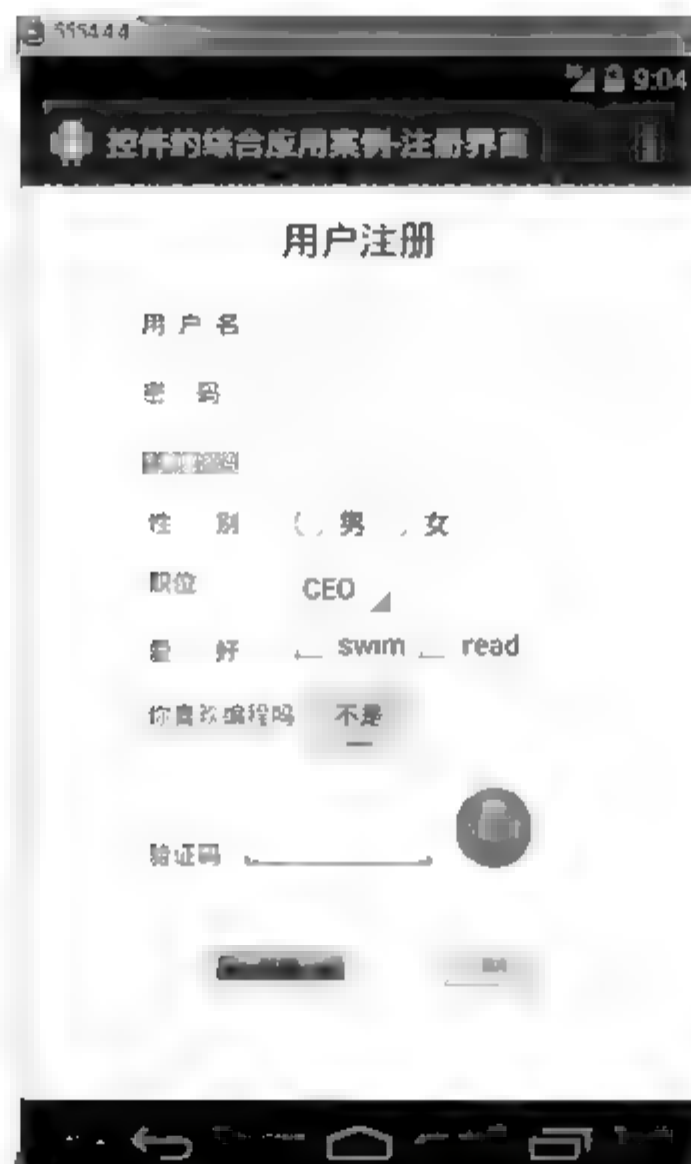 9:04
控件的综合应用案例-注册界面
用户注册
用户名
密 码
性 别 男 女
职位 CEO
爱 好 swim read
你喜欢编程吗 不是
验证码